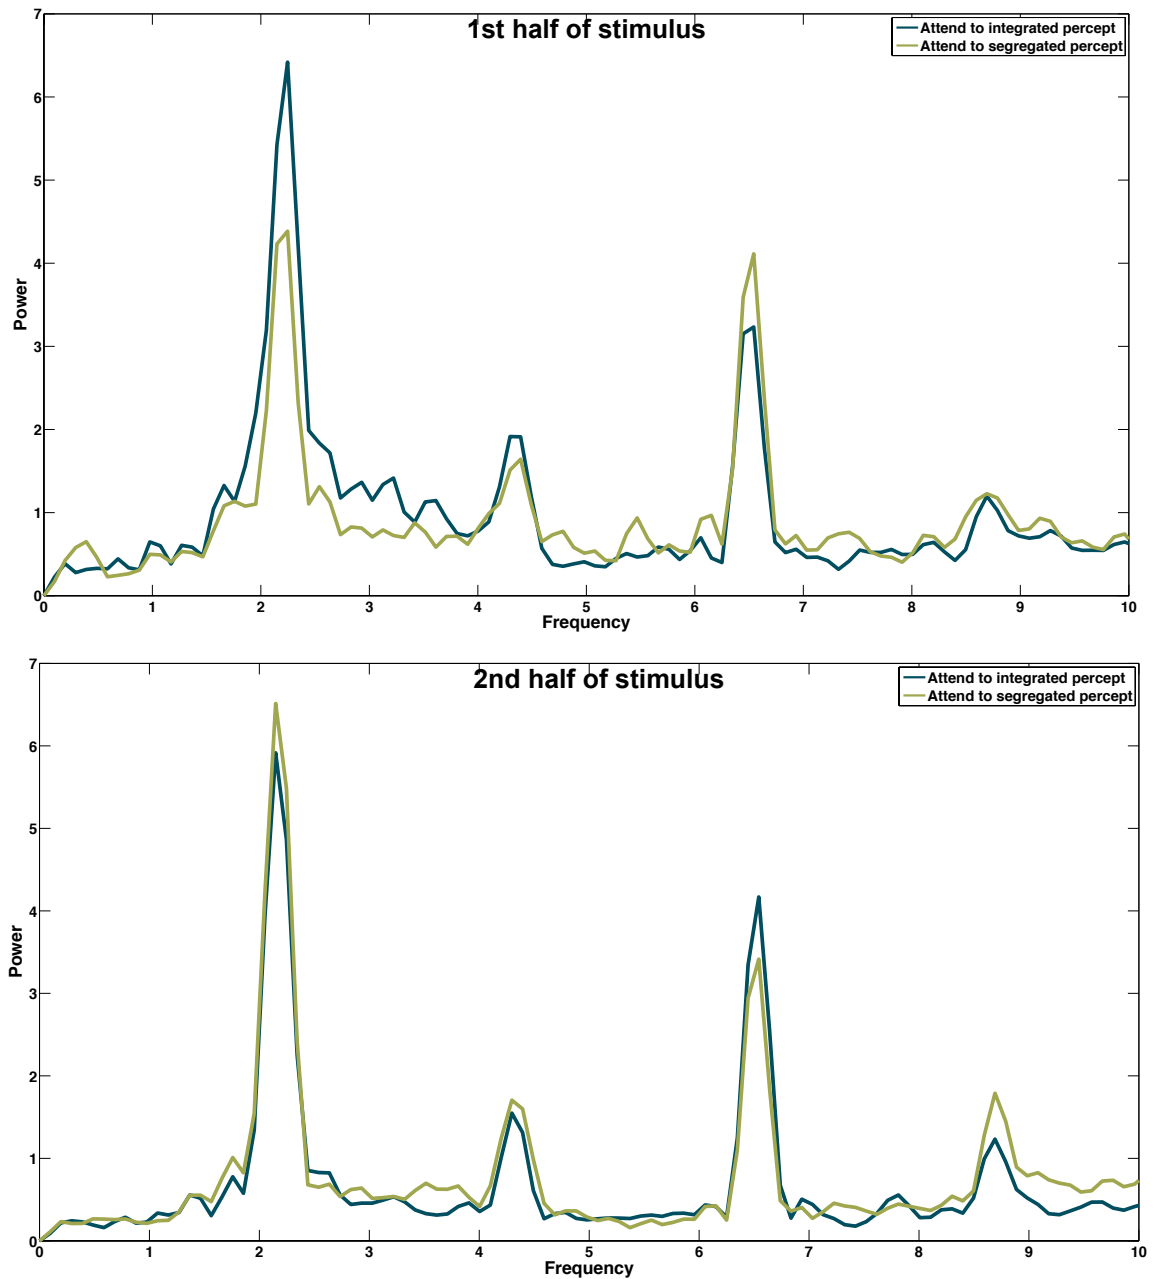 1st half of stimulus
Attend to integrated percept
Attend to segregated percept
Power
7
6
5
4
3
2
1
0
0 1 2 3 4 5 6 7 8 9 10
Frequency
2nd half of stimulus
Attend to integrated percept
Attend to segregated percept
Power
7
6
5
4
3
2
1
0
0 1 2 3 4 5 6 7 8 9 10
Frequency